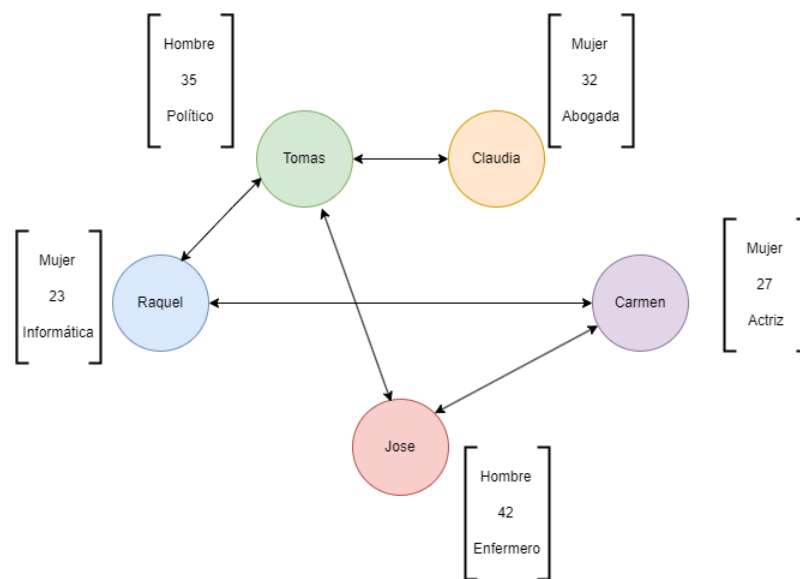 Hombre
35
Político
Mujer
32
Abogada
Tomas
Claudia
Mujer
23
Informática
Raquel
Carmen
Mujer
27
Actriz
Jose
Hombre
42
Enfermero